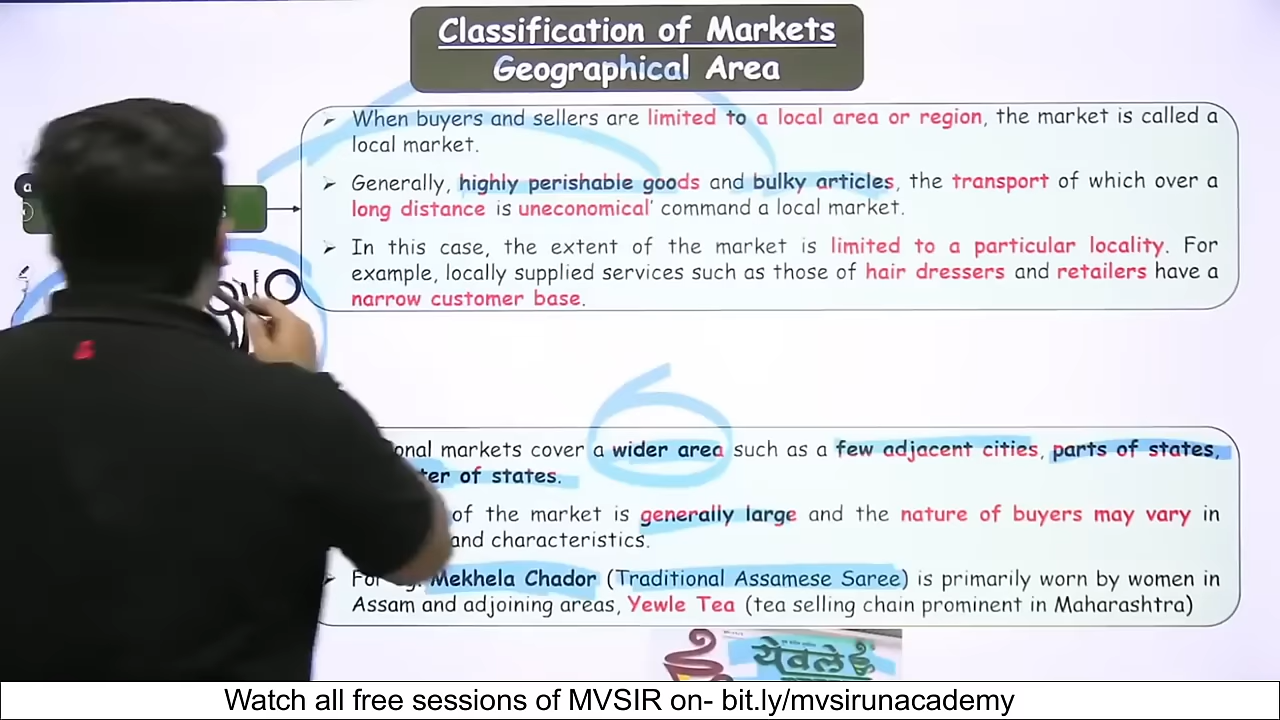 Classification of Markets
Geographical Area
When buyers and sellers are limited to a local area or region, the market is called a
local market.
Generally, highly perishable goods and bulky articles, the transport of which over a
long distance is uneconomical’ command a local market.
In this case, the extent of the market is limited to a particular locality. For
example, locally supplied services such as those of hair dressers and retailers have a
narrow customer base.
onal markets cover a wider area such as a few adjacent cities, parts of states,
ter of states.
of the market is generally large and the nature of buyers may vary in
and characteristics.
For Mekhela Chador (Traditional Assamese Saree) is primarily worn by women in
Assam and adjoining areas, Yewle Tea (tea selling chain prominent in Maharashtra)
येवले
Watch all free sessions of MVSIR on- bit.ly/mvsirunacademy